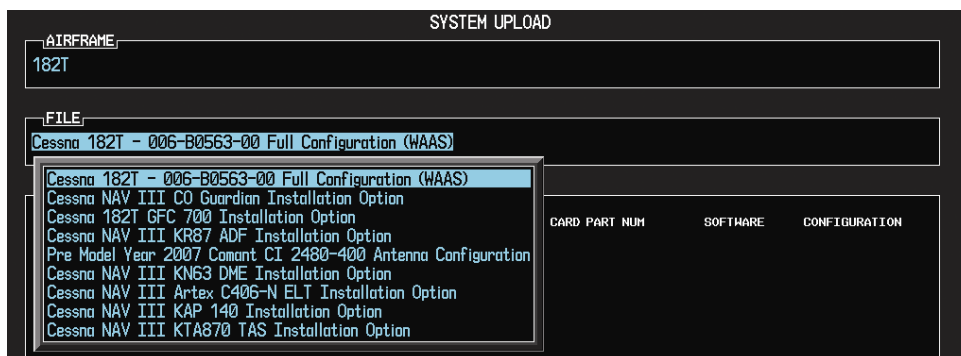 SYSTEM UPLOAD
AIRFRAME
182T
FILE
Cessna 182T - 006-B0563-00 Full Configuration (WAAS)
Cessna 182T - 006-B0563-00 Full Configuration (WAAS)
Cessna NAV III CO Guardian Installation Option
Cessna 182T GFC 700 Installation Option
CARD PART NUM SOFTWARE CONFIGURATION
Cessna NAV III KR87 ADF Installation Option
Pre Model Year 2007 Comant CI 2480-400 Antenna Configuration
Cessna NAV III KN63 DME Installation Option
Cessna NAV III Artex C406-N ELT Installation Option
Cessna NAV III KAP 140 Installation Option
Cessna NAV III KTA870 TAS Installation Option